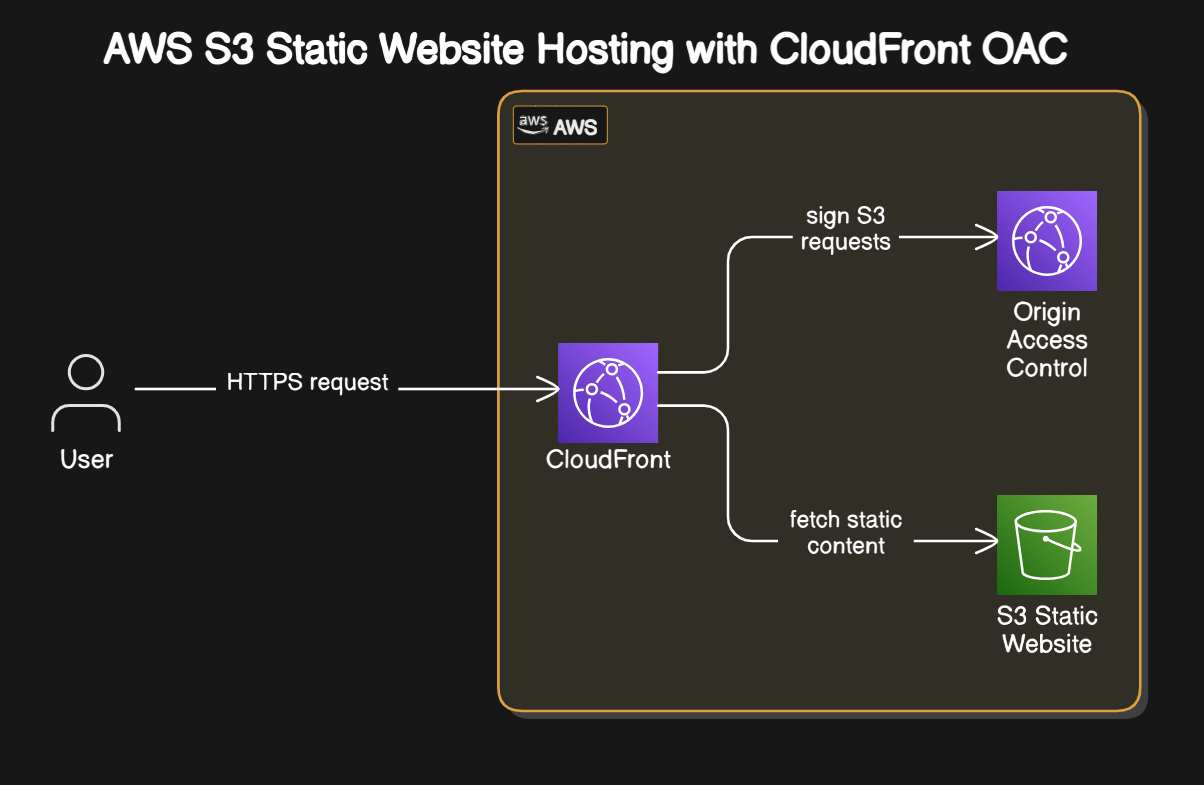 AWS S3 Static Website Hosting with CloudFront OAC
aws AWS
sign S3
requests
Origin
Access
Control
HTTPS request
User
CloudFront
fetch static
content
S3 Static
Website